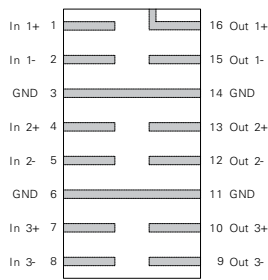 In 1+ 1 16 Out 1+
In 1- 2 15 Out 1-
GND 3 14 GND
In 2+ 4 13 Out 2+
In 2- 5 12 Out 2-
GND 6 11 GND
In 3+ 7 10 Out 3+
In 3- 8 9 Out 3-